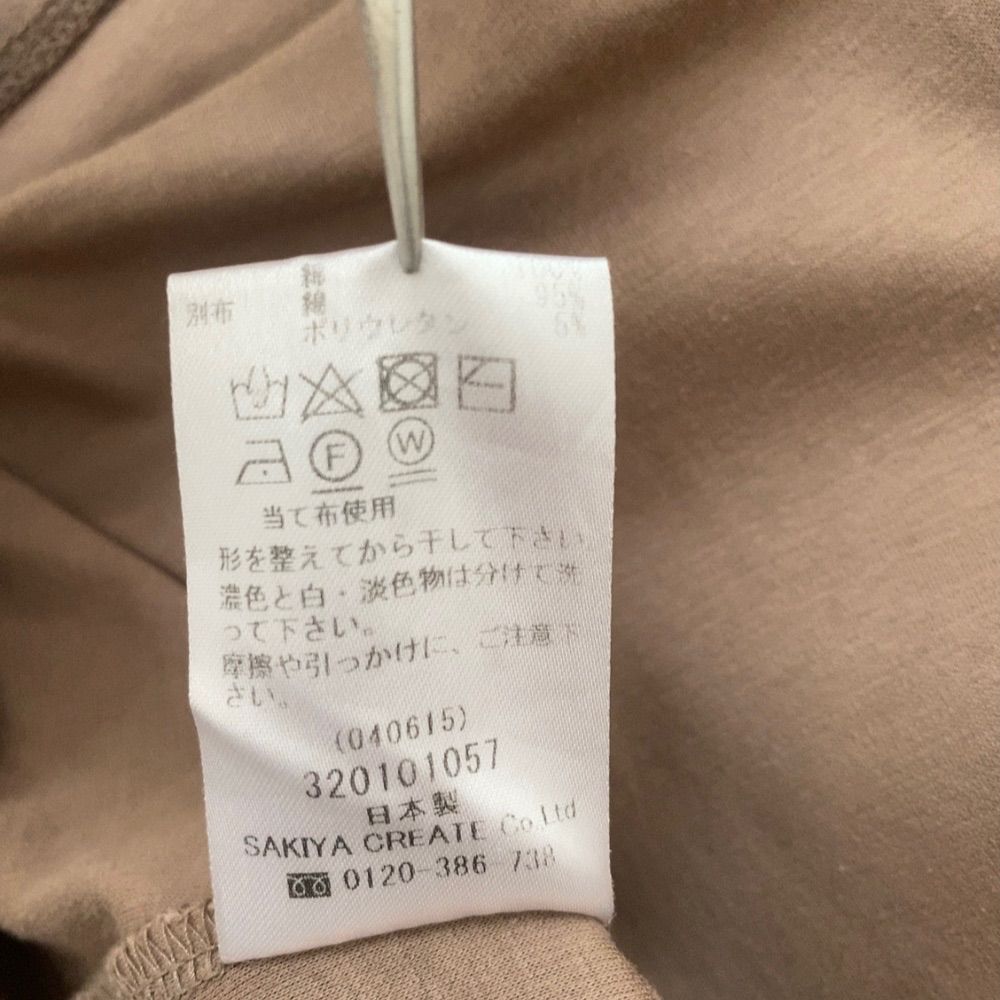 綿 100%
別布 綿 95%
ポリウレタン 5%
F W
当て布使用
形を整えてから干して下さい
濃色と白・淡色物は分けて洗
って下さい。
摩擦や引っかけに、ご注意下
さい。
(040615)
320101057
日本製
SAKIYA CREATE Co.,Ltd
0120-386-738